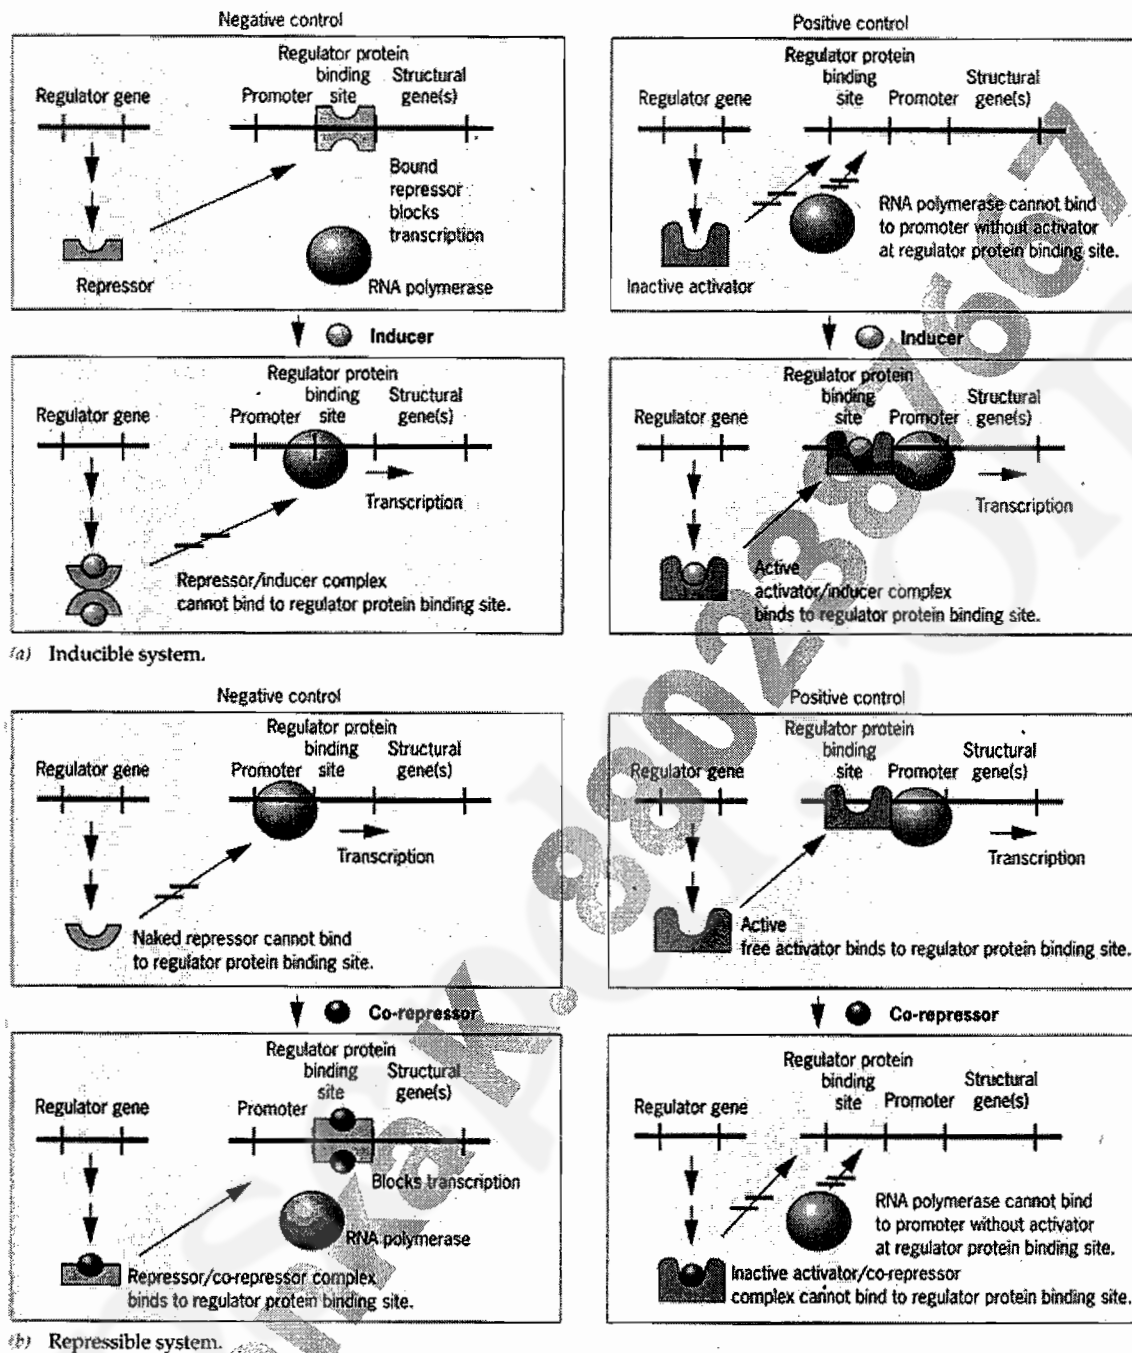 Negative control
Regulator protein
binding
site
Structural
gene(s)
Regulator gene
Promoter
Bound
repressor
blocks
transcription
Repressor
RNA polymerase
Positive control
Regulator protein
binding
site
Structural
gene(s)
Regulator gene
Promoter
RNA polymerase cannot bind
to promoter without activator
at regulator protein binding site.
Inactive activator
Inducer
Inducer
Regulator protein
binding
site
Structural
gene(s)
Regulator gene
Promoter
Transcription
Repressor/inducer complex
cannot bind to regulator protein binding site.
Regulator protein
binding
site
Structural
gene(s)
Regulator gene
Promoter
Transcription
Active
activator/inducer complex
binds to regulator protein binding site.
(a) Inducible system.
Negative control
Regulator protein
binding
site
Structural
gene(s)
Regulator gene
Promoter
Transcription
Naked repressor cannot bind
to regulator protein binding site.
Positive control
Regulator protein
binding
site
Structural
gene(s)
Regulator gene
Promoter
Transcription
Active
free activator binds to regulator protein binding site.
Co-repressor
Co-repressor
Regulator protein
binding
site
Structural
gene(s)
Regulator gene
Promoter
Blocks transcription
RNA polymerase
Repressor/co-repressor complex
binds to regulator protein binding site.
Regulator protein
binding
site
Structural
gene(s)
Regulator gene
Promoter
RNA polymerase cannot bind
to promoter without activator
at regulator protein binding site.
Inactive activator/co-repressor
complex cannot bind to regulator protein binding site.
(b) Repressible system.